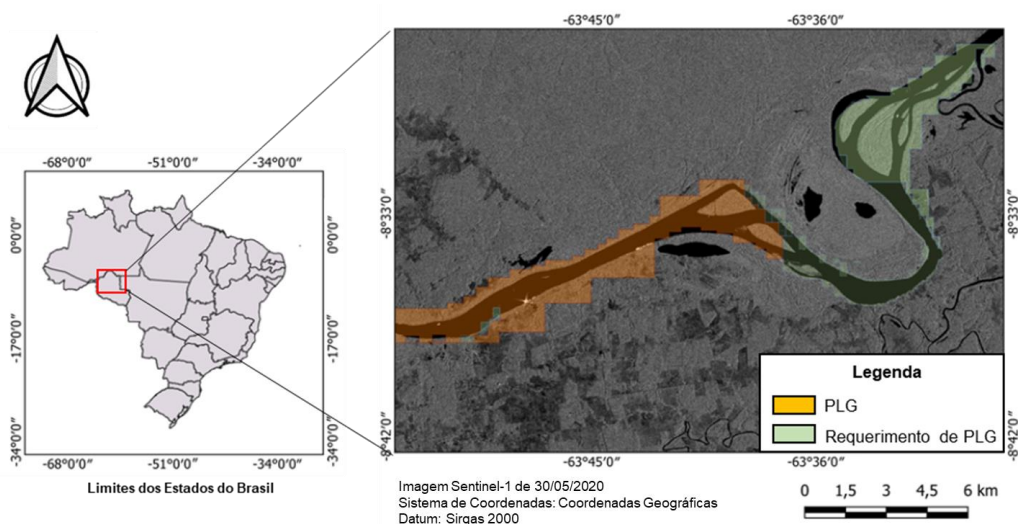 -68°0'0″ -51°0'0″ -34°0'0″
0°0'0″ 0°0'0″
-17°0'0″ -17°0'0″
-34°0'0″ -34°0'0″
-68°0'0″ -51°0'0″ -34°0'0″
Limites dos Estados do Brasil
-63°45'0″ -63°36'0″
-8°33'0″ -8°33'0″
-8°42'0″ -8°42'0″
-63°45'0″ -63°36'0″
Legenda
PLG
Requerimento de PLG
Imagem Sentinel-1 de 30/05/2020
Sistema de Coordenadas: Coordenadas Geográficas
Datum: Sirgas 2000
0 1,5 3 4,5 6 km